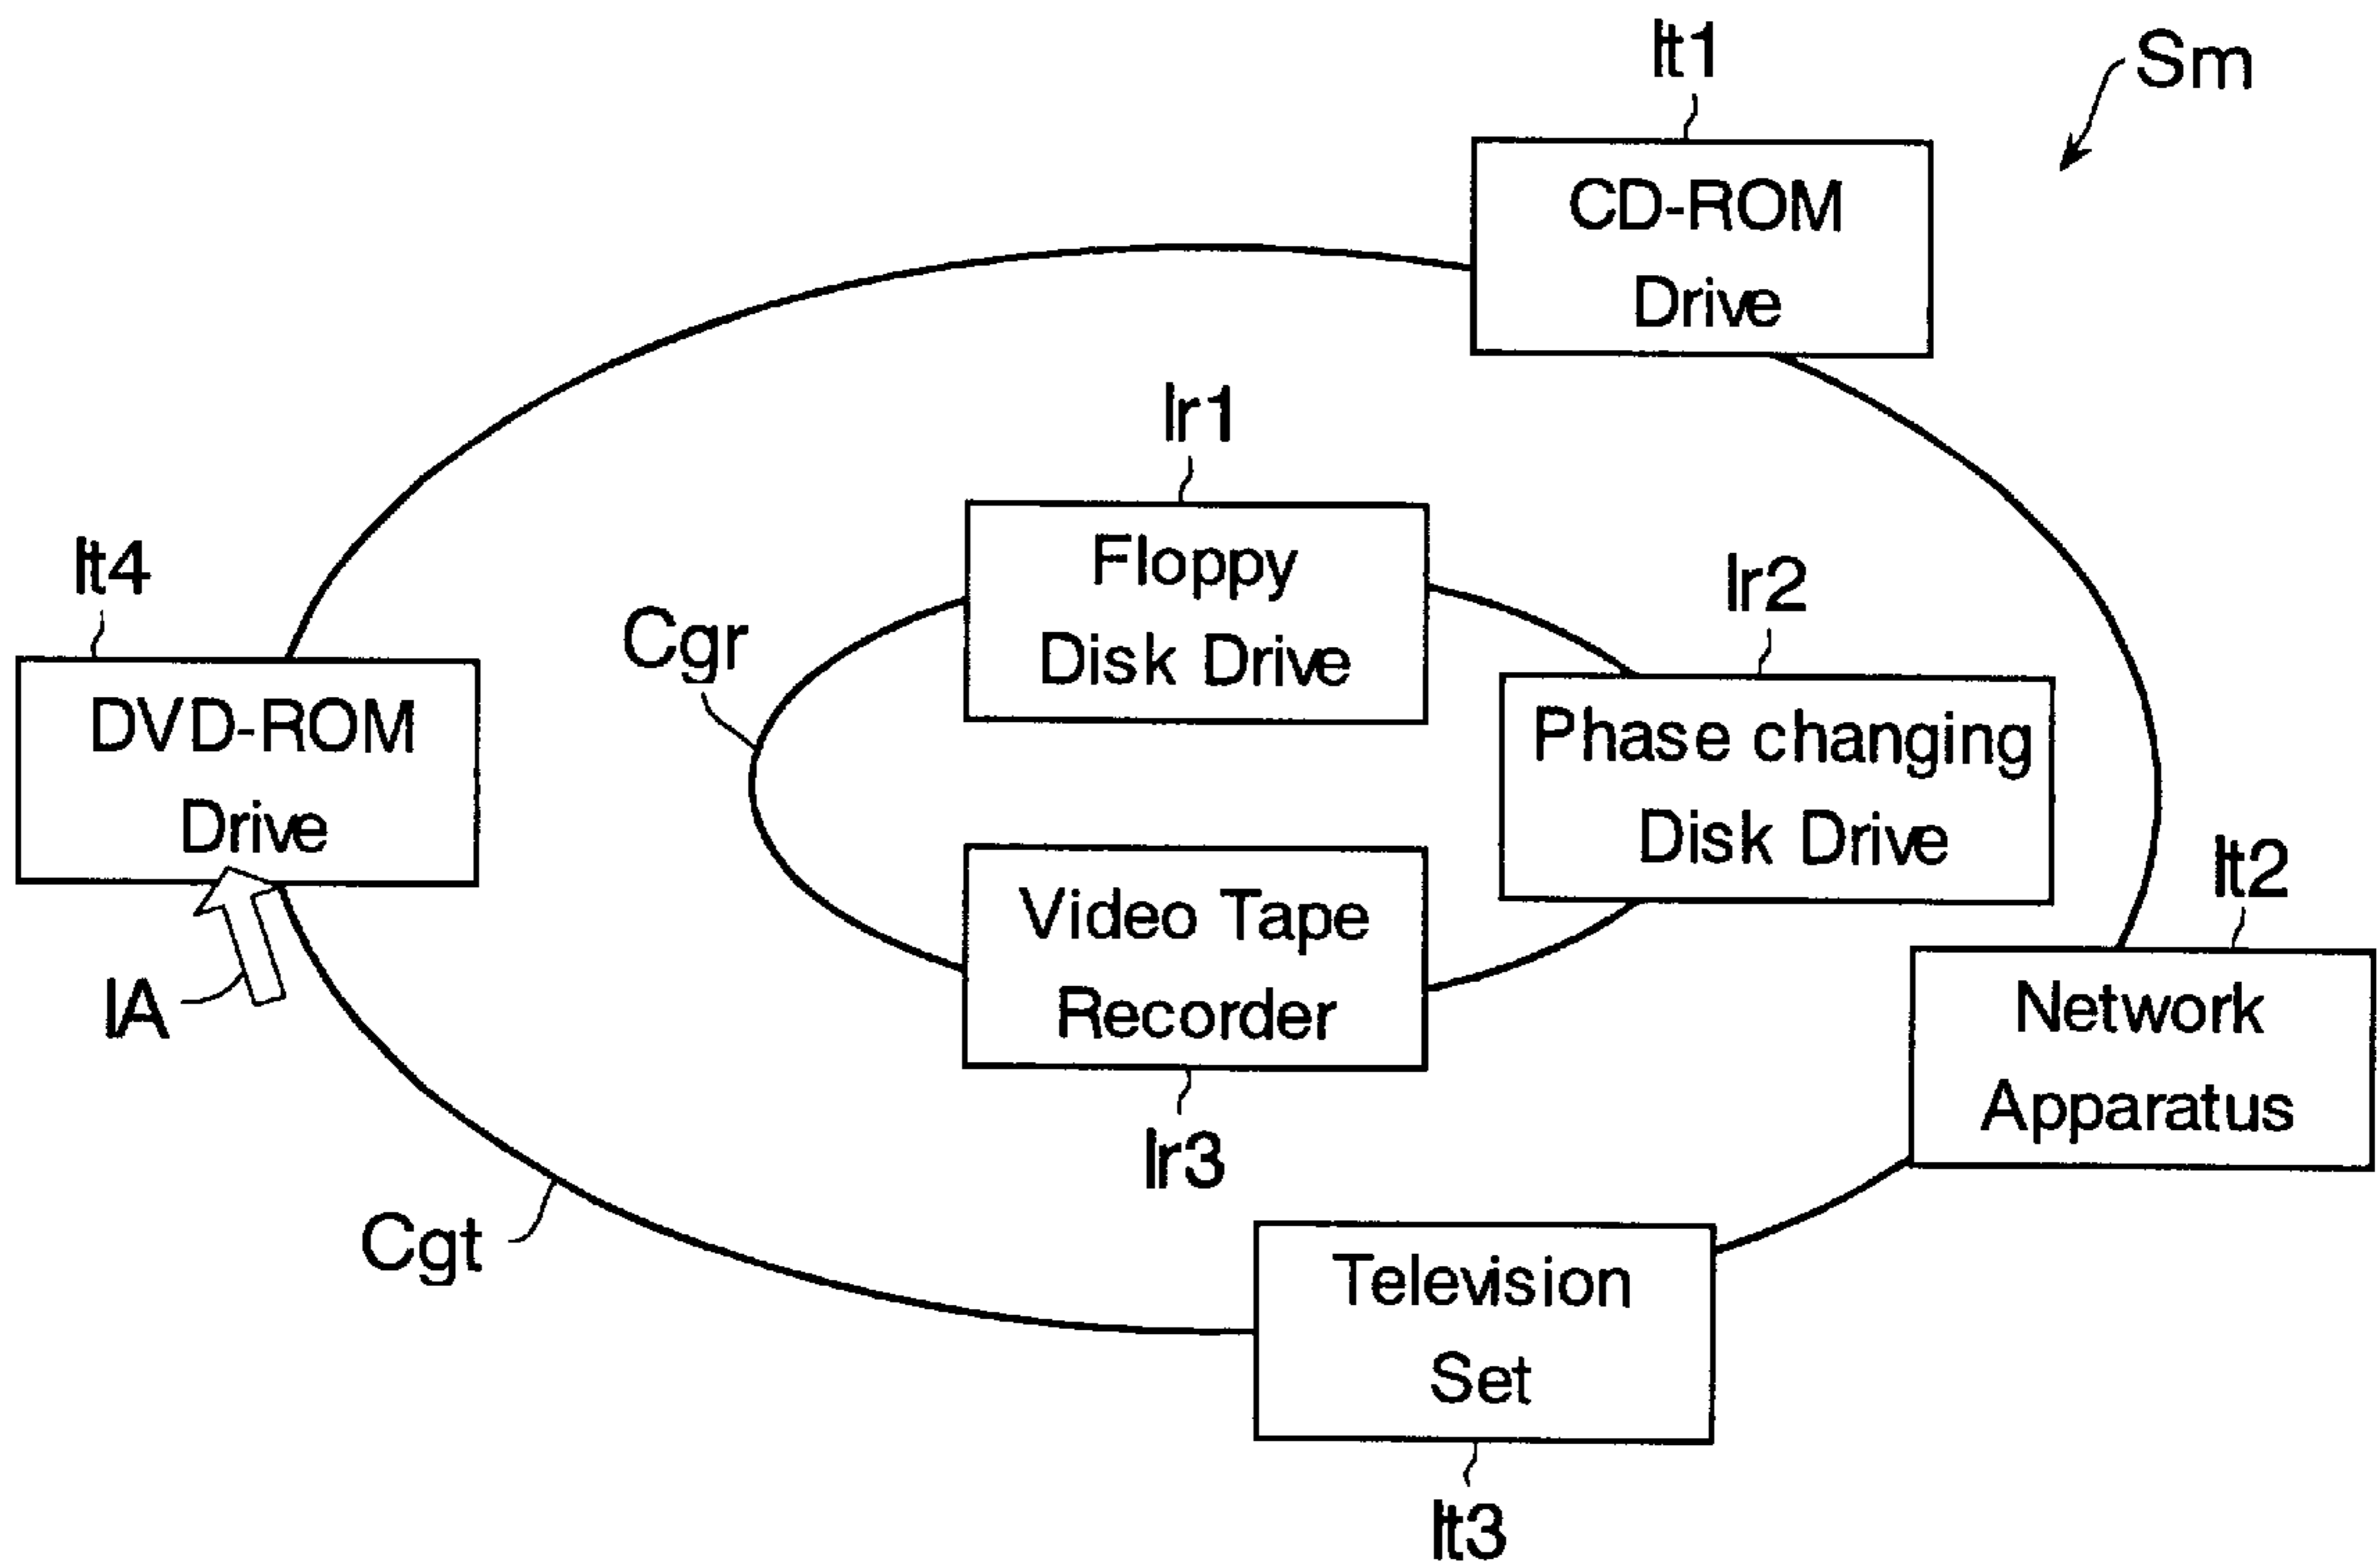 It1
Sm
CD-ROM
Drive
Ir1
Floppy
Disk Drive
It4
Cgr
Ir2
DVD-ROM
Drive
Phase changing
Disk Drive
It2
Video Tape
Recorder
IA
Network
Apparatus
Ir3
Cgt
Television
Set
It3